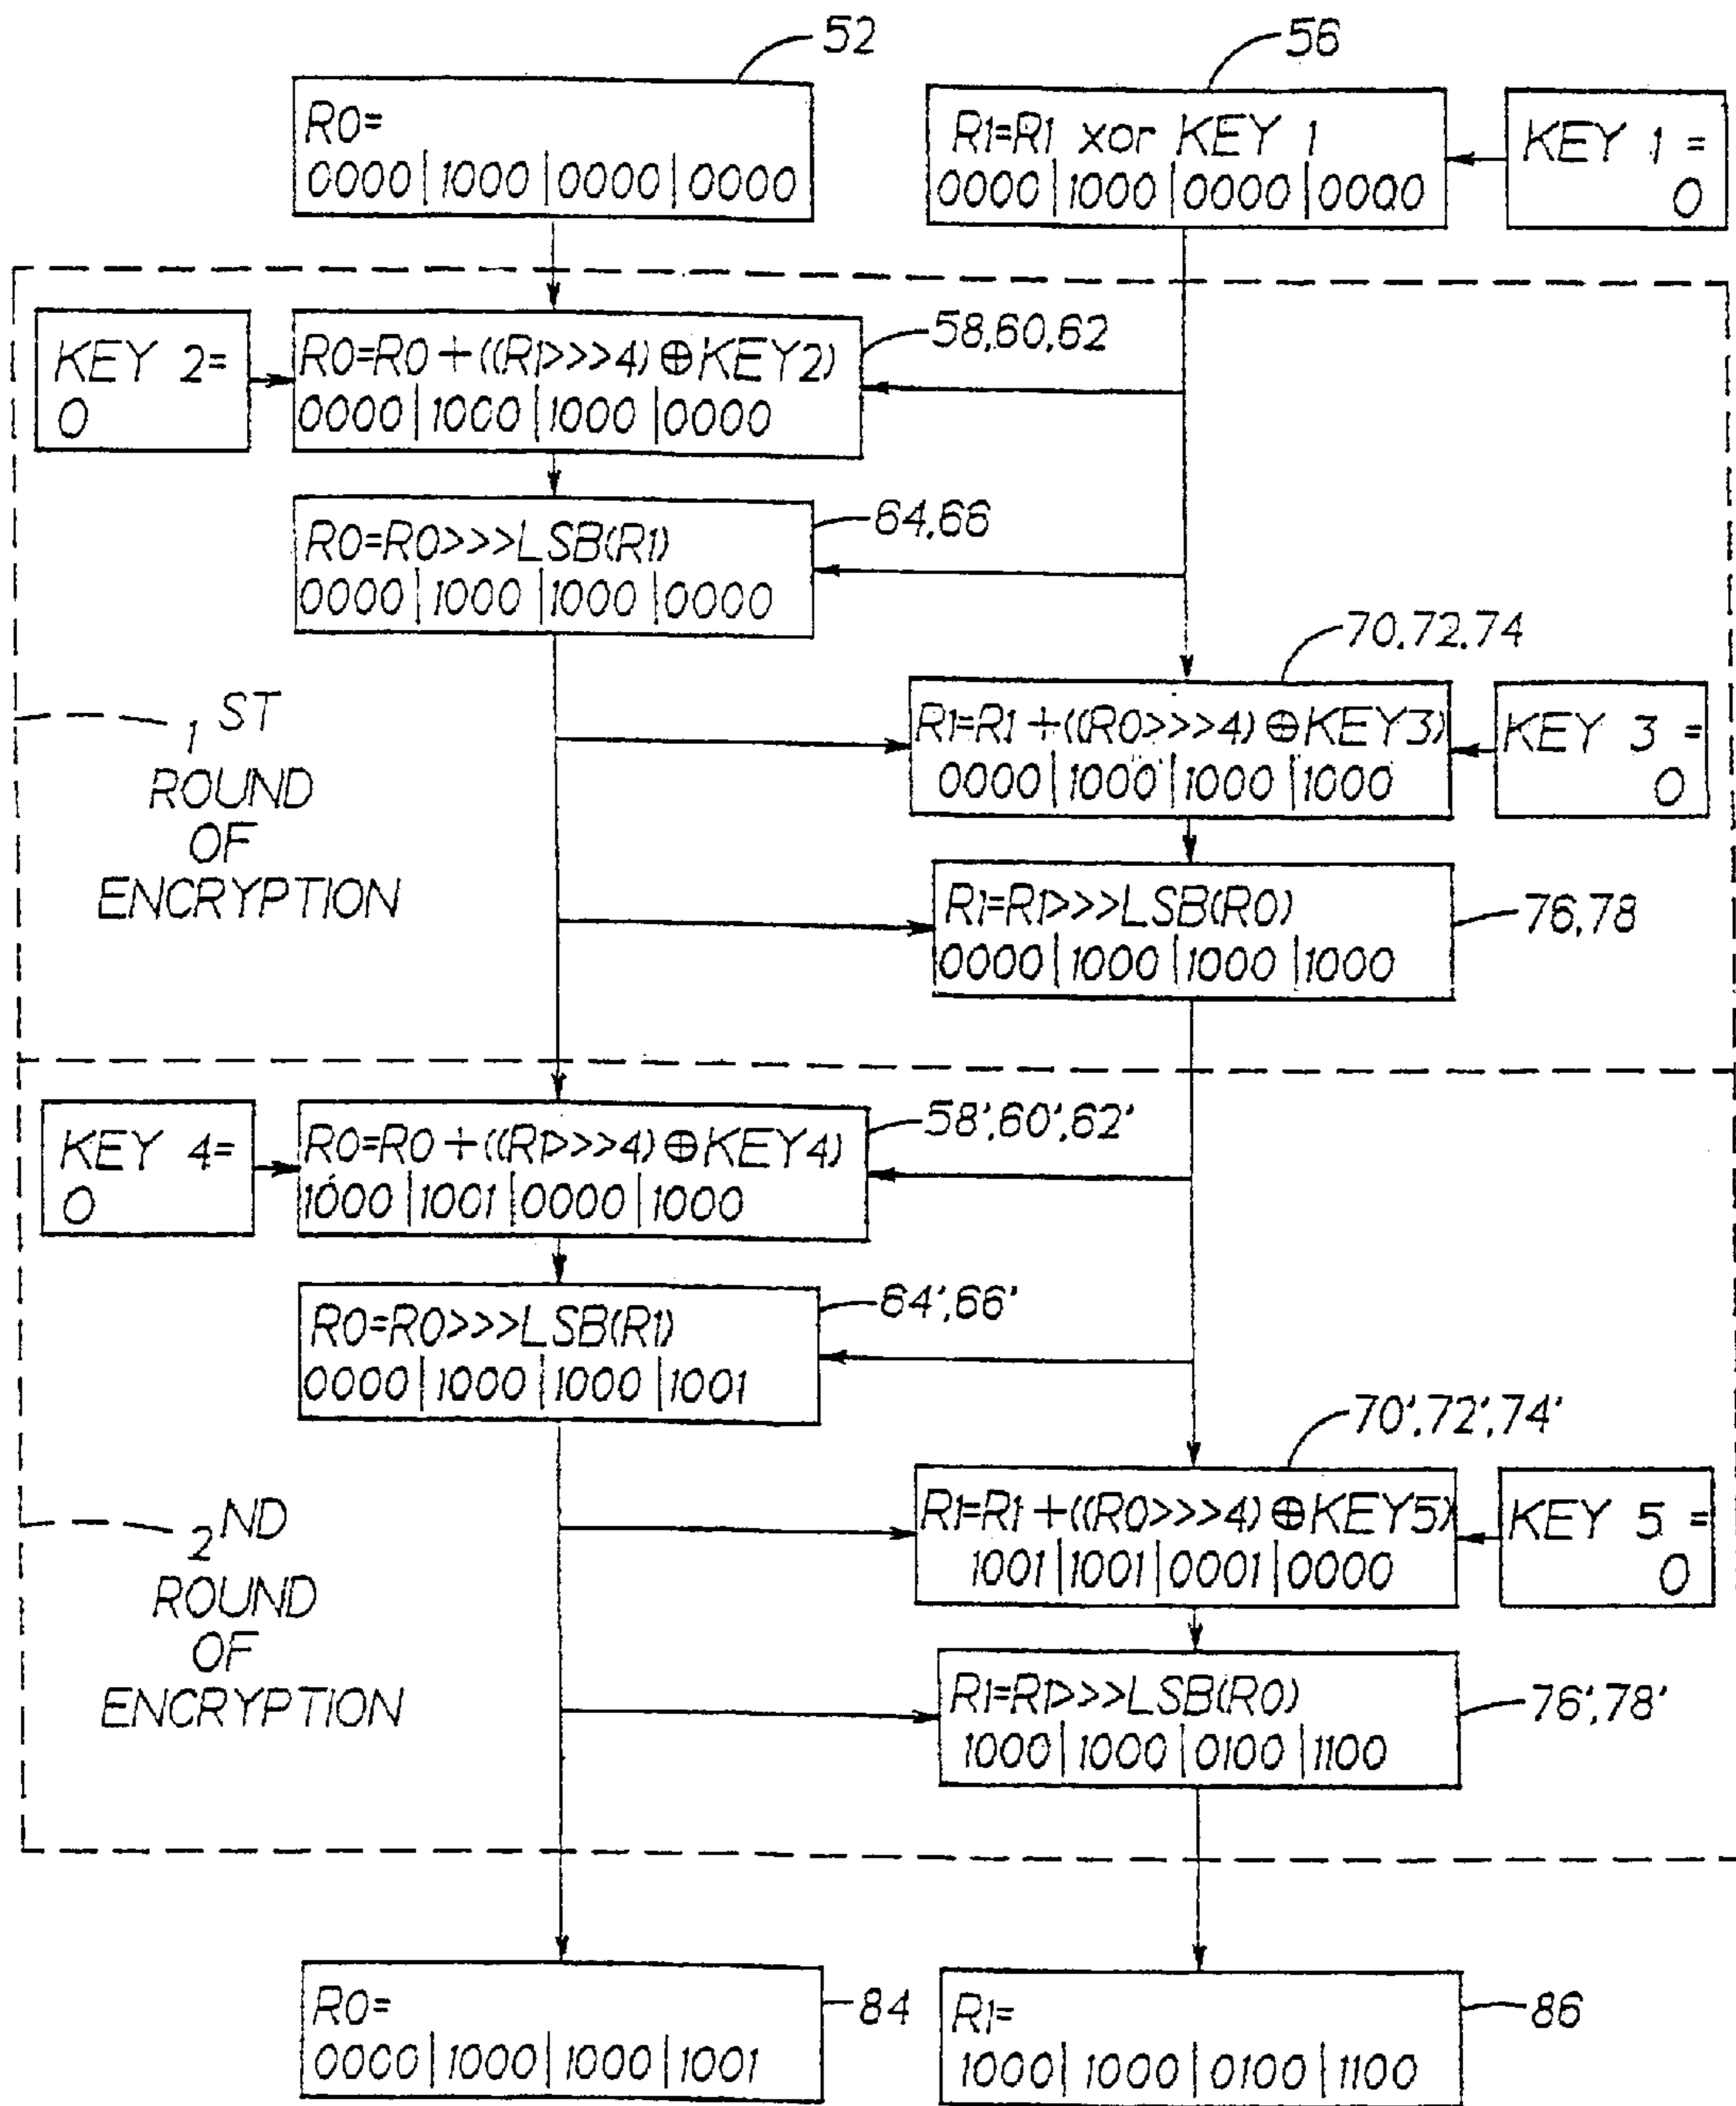 52
56
R0=
0000|1000|0000|0000
R1=R1 xor KEY 1
0000|1000|0000|0000
KEY 1 =
0
KEY 2=
0
R0=R0+((R1>>>4)⊕KEY2)
0000|1000|1000|0000
58,60,62
R0=R0>>>LSB(R1)
0000|1000|1000|0000
64,66
70,72,74
1ST
ROUND
OF
ENCRYPTION
R1=R1+((R0>>>4)⊕KEY3)
0000|1000|1000|1000
KEY 3 =
0
R1=R1>>>LSB(R0)
0000|1000|1000|1000
76,78
KEY 4=
0
R0=R0+((R1>>>4)⊕KEY4)
1000|1001|0000|1000
58',60',62'
R0=R0>>>LSB(R1)
0000|1000|1000|1001
64',66'
70',72',74'
2ND
ROUND
OF
ENCRYPTION
R1=R1+((R0>>>4)⊕KEY5)
1001|1001|0001|0000
KEY 5 =
0
R1=R1>>>LSB(R0)
1000|1000|0100|1100
76',78'
R0=
0000|1000|1000|1001
84
R1=
1000|1000|0100|1100
86